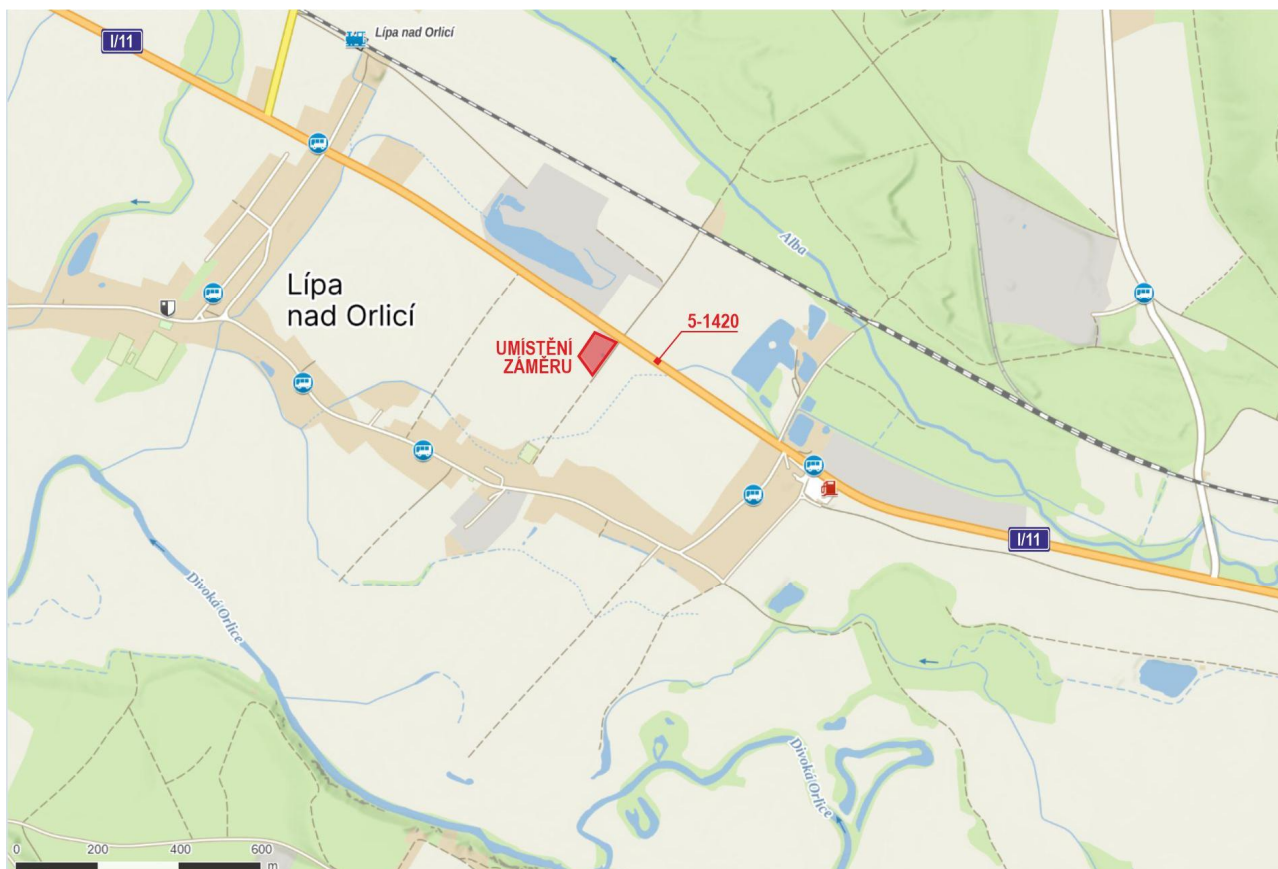 I/11
Lípa nad Orlicí
Alba
Lípa
nad Orlicí
5-1420
UMÍSTĚNÍ
ZÁMĚRU
I/11
Divoká Orlice
Divoká Orlice
0 200 400 600
m